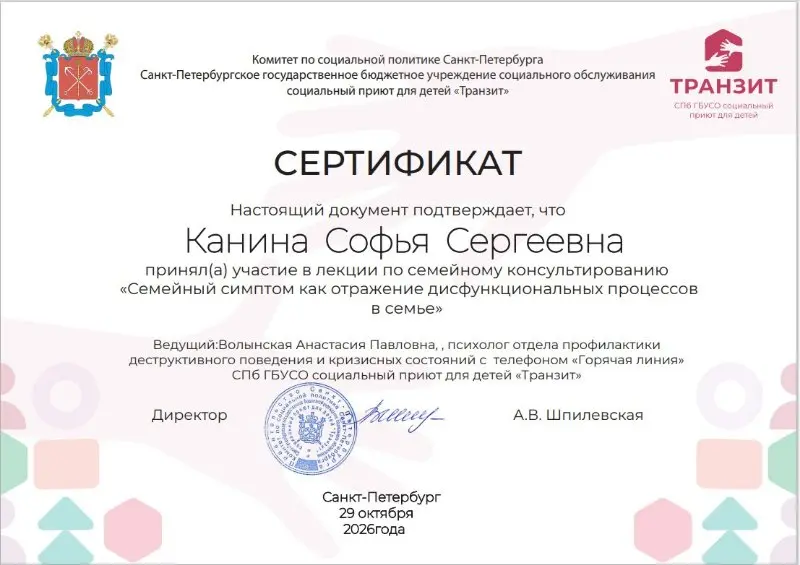 Комитет по социальной политике Санкт-Петербурга
Санкт-Петербургское государственное бюджетное учреждение социального обслуживания
социальный приют для детей «Транзит»
ТРАНЗИТ
СПб ГБУСО социальный
приют для детей
СЕРТИФИКАТ
Настоящий документ подтверждает, что
Канина Софья Сергеевна
принял(а) участие в лекции по семейному консультированию
«Семейный симптом как отражение дисфункциональных процессов
в семье»
Ведущий:Волынская Анастасия Павловна, , психолог отдела профилактики
деструктивного поведения и кризисных состояний с телефоном «Горячая линия»
СПб ГБУСО социальный приют для детей «Транзит»
Директор
А.В. Шпилевская
Санкт-Петербург
29 октября
2026года